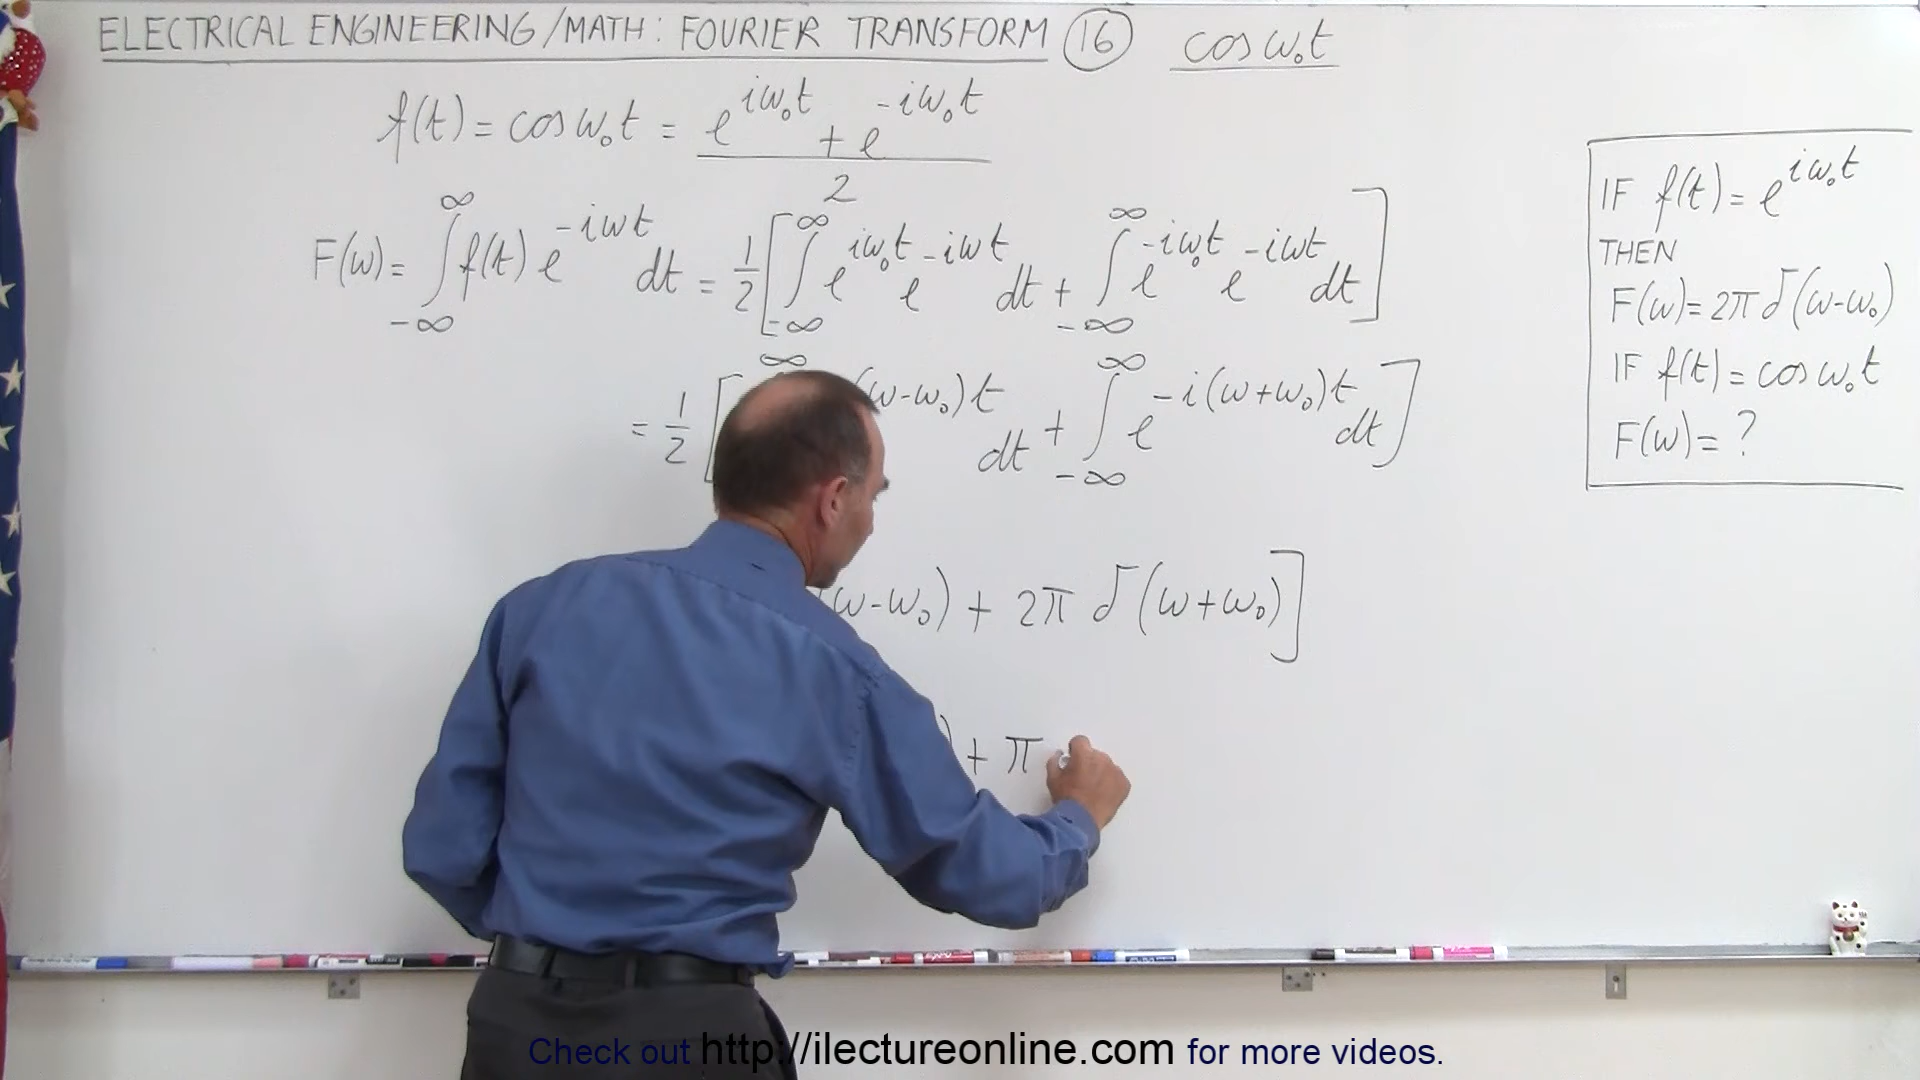 ELECTRICAL ENGINEERING/MATH: FOURIER TRANSFORM 16 cos ω₀t
f(t) = cos ω₀t = (e^{iω₀t} + e^{-iω₀t}) / 2
F(ω) = ∫_{-∞}^{∞} f(t) e^{-iωt} dt = 1/2 [ ∫_{-∞}^{∞} e^{iω₀t} e^{-iωt} dt + ∫_{-∞}^{∞} e^{-iω₀t} e^{-iωt} dt ]
= 1/2 [ ∞ (ω-ω₀)t dt + ∫_{-∞}^{∞} e^{-i(ω+ω₀)t} dt ]
(ω-ω₀) + 2π δ(ω+ω₀) ]
) + π
IF f(t) = e^{iω₀t}
THEN
F(ω) = 2π δ(ω-ω₀)
IF f(t) = cos ω₀t
F(ω) = ?
Check out http://ilectureonline.com for more videos.